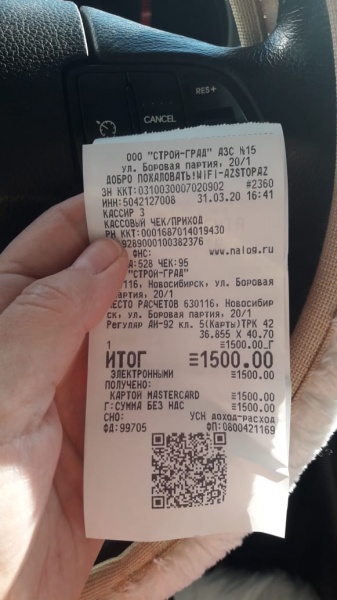 RES+
CANCEL
ООО "СТРОЙ-ГРАД" АЗС N15
ул. Боровая партия, 20/1
ДОБРО ПОЖАЛОВАТЬ!WIFI-AZSTOPAZ
ЗН ККТ:0310030007020902 #2360
ИНН:5042127008 31.03.20 16:41
КАССИР 3
КАССОВЫЙ ЧЕК/ПРИХОД
РН ККТ:0001687014019430
9289000100382376
ФНС: www.nalog.ru
:528 ЧЕК:95
"СТРОЙ-ГРАД"
0116, Новосибирск, ул. Боровая
партия, 20/1
МЕСТО РАСЧЕТОВ 630116, Новосибир
ск, ул. Боровая партия, 20/1
Регуляр АИ-92 кл. 5(Карты)ТРК 42
36.855 X 40.70
1 ≡1500.00_Г
ИТОГ ≡1500.00
ЭЛЕКТРОННЫМИ ≡1500.00
ПОЛУЧЕНО:
КАРТОЙ MASTERCARD ≡1500.00
Г:СУММА БЕЗ НДС ≡1500.00
СНО: УСН доход-расход
ФД:99705 ФП:0800421169